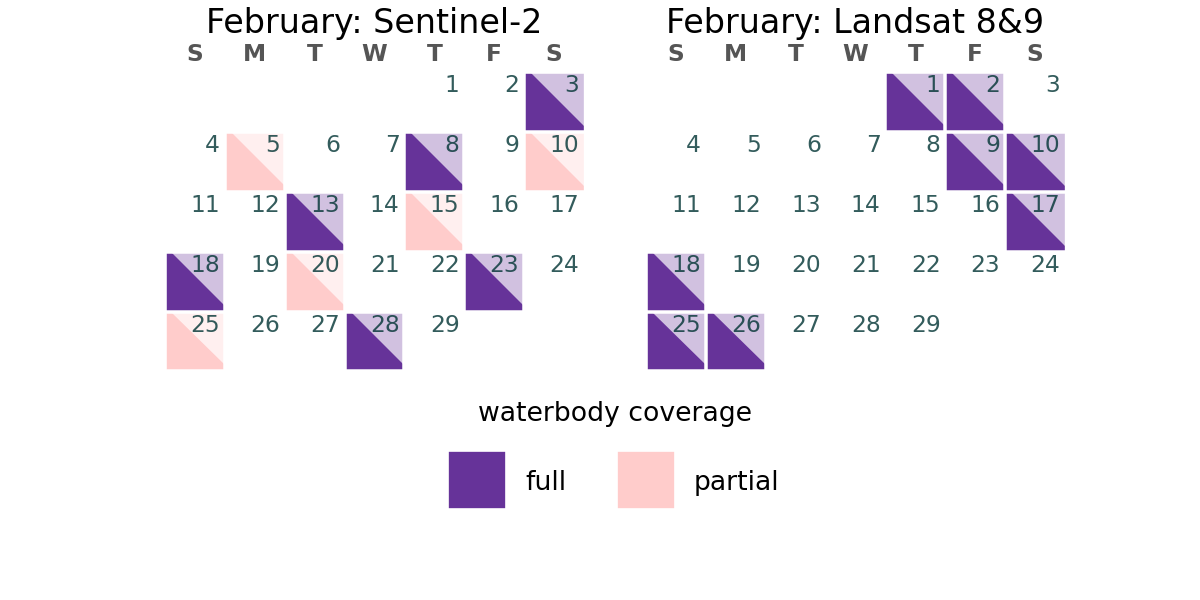 February: Sentinel-2
S M T W T F S
1 2 3
4 5 6 7 8 9 10
11 12 13 14 15 16 17
18 19 20 21 22 23 24
25 26 27 28 29
February: Landsat 8&9
S M T W T F S
1 2 3
4 5 6 7 8 9 10
11 12 13 14 15 16 17
18 19 20 21 22 23 24
25 26 27 28 29
waterbody coverage
full partial